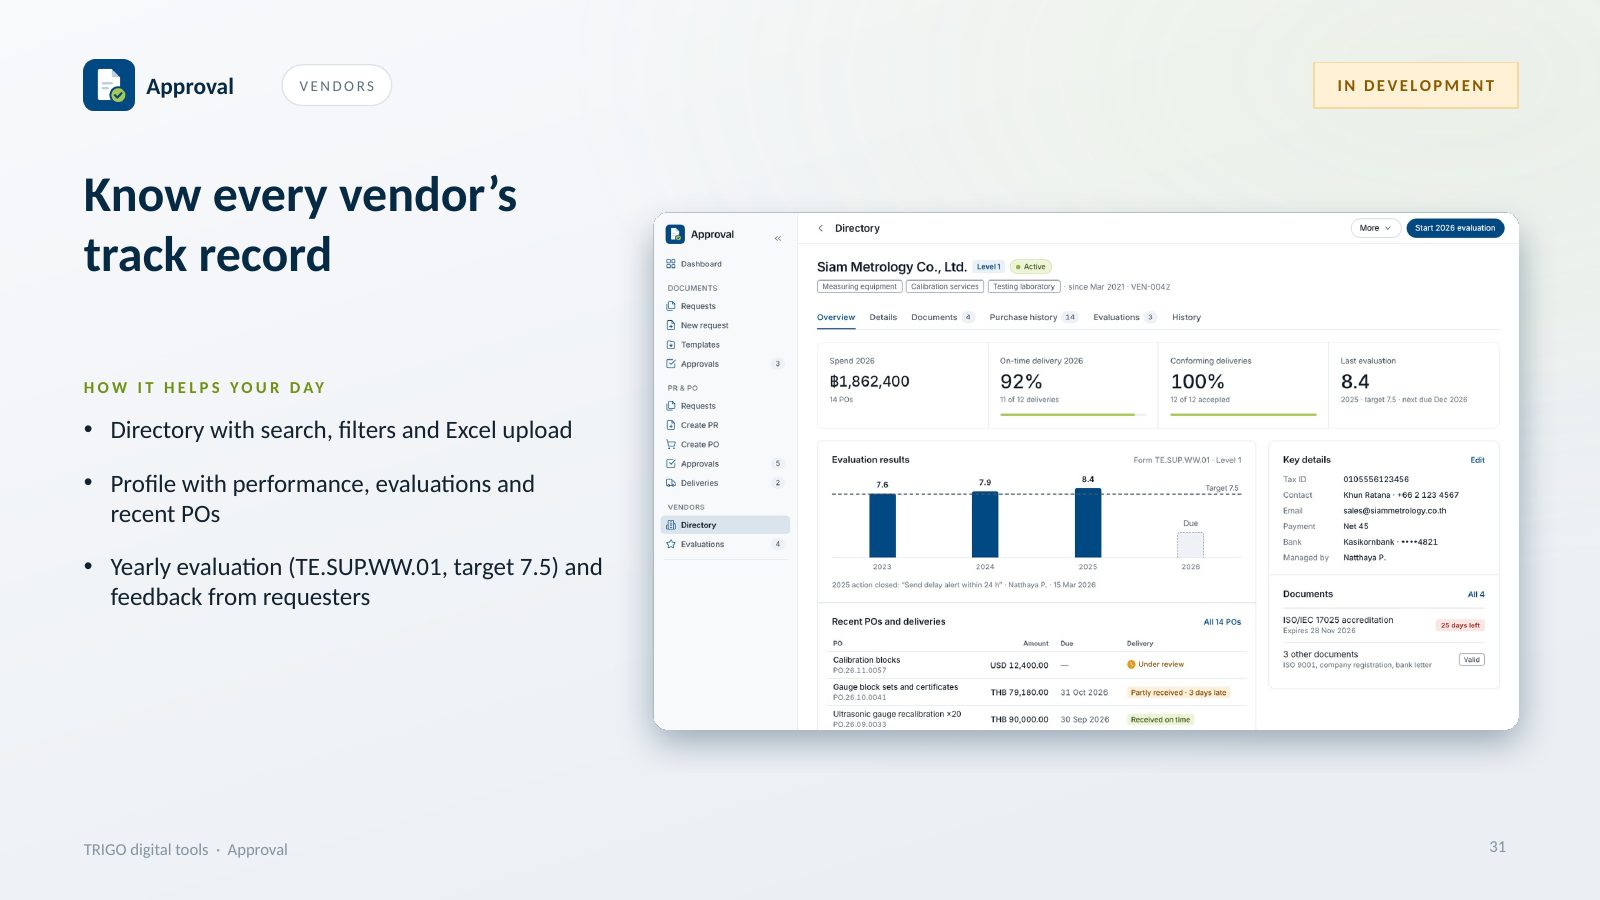 Approval
VENDORS
IN DEVELOPMENT
Know every vendor’s
track record
HOW IT HELPS YOUR DAY
• Directory with search, filters and Excel upload
• Profile with performance, evaluations and
recent POs
• Yearly evaluation (TE.SUP.WW.01, target 7.5) and
feedback from requesters
Approval
«
Dashboard
DOCUMENTS
Requests
New request
Templates
Approvals 3
PR & PO
Requests
Create PR
Create PO
Approvals 5
Deliveries 2
VENDORS
Directory
Evaluations 4
Directory
More
Start 2026 evaluation
Siam Metrology Co., Ltd. Level 1 Active
Measuring equipment Calibration services Testing laboratory · since Mar 2021 · VEN-0042
Overview Details Documents 4 Purchase history 14 Evaluations 3 History
Spend 2026
฿1,862,400
14 POs
On-time delivery 2026
92%
11 of 12 deliveries
Conforming deliveries
100%
12 of 12 accepted
Last evaluation
8.4
2025 · target 7.5 · next due Dec 2026
Evaluation results Form TE.SUP.WW.01 · Level 1
7.6 7.9 8.4 Target 7.5
Due
2023 2024 2025 2026
2025 action closed: “Send delay alert within 24 h” · Natthaya P. · 15 Mar 2026
Recent POs and deliveries All 14 POs
PO Amount Due Delivery
Calibration blocks
PO.26.11.0057
USD 12,400.00 — Under review
Gauge block sets and certificates
PO.26.10.0041
THB 79,180.00 31 Oct 2026 Partly received · 3 days late
Ultrasonic gauge recalibration ×20
PO.26.09.0033
THB 90,000.00 30 Sep 2026 Received on time
Key details Edit
Tax ID 0105556123456
Contact Khun Ratana · +66 2 123 4567
Email sales@siammetrology.co.th
Payment Net 45
Bank Kasikornbank · ••••4821
Managed by Natthaya P.
Documents All 4
ISO/IEC 17025 accreditation
Expires 28 Nov 2026
25 days left
3 other documents
ISO 9001, company registration, bank letter
Valid
TRIGO digital tools · Approval
31